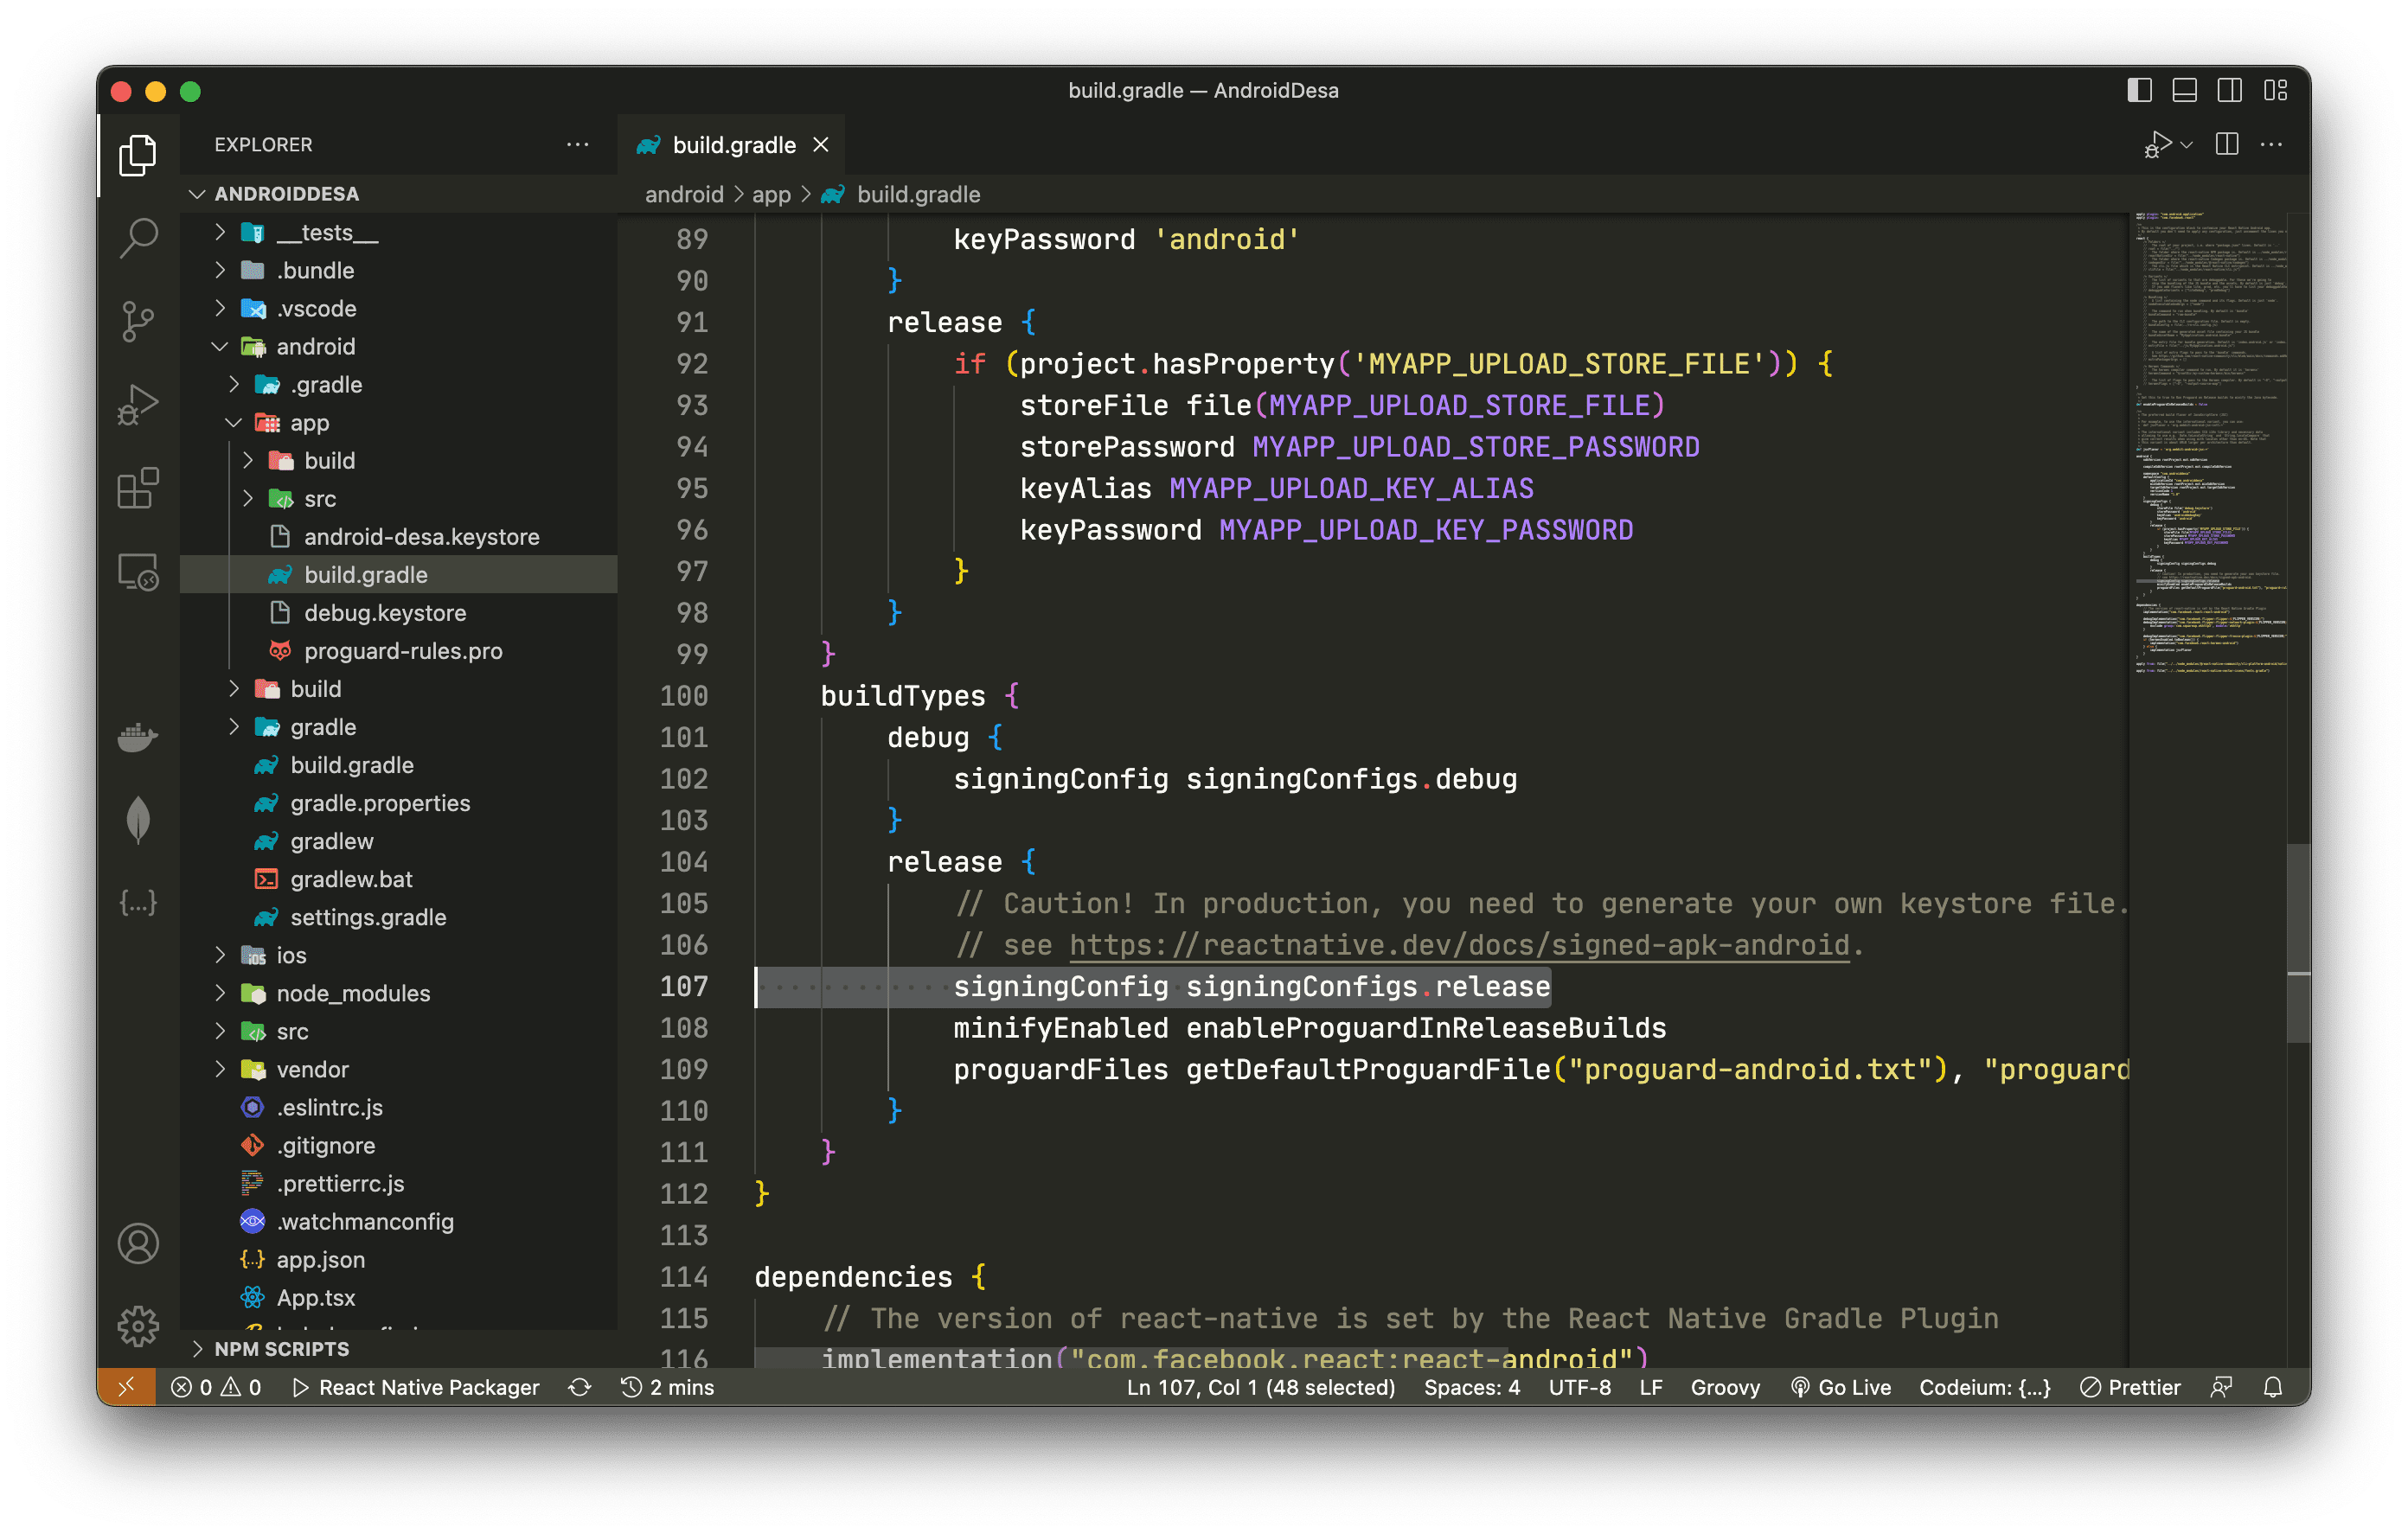 build.gradle — AndroidDesa
EXPLORER
ANDROIDDESA
__tests__
.bundle
.vscode
android
.gradle
app
build
src
android-desa.keystore
build.gradle
debug.keystore
proguard-rules.pro
build
gradle
build.gradle
gradle.properties
gradlew
gradlew.bat
settings.gradle
ios
node_modules
src
vendor
.eslintrc.js
.gitignore
.prettierrc.js
.watchmanconfig
app.json
App.tsx
NPM SCRIPTS
build.gradle
android > app > build.gradle
89 keyPassword 'android'
90 }
91 release {
92 if (project.hasProperty('MYAPP_UPLOAD_STORE_FILE')) {
93 storeFile file(MYAPP_UPLOAD_STORE_FILE)
94 storePassword MYAPP_UPLOAD_STORE_PASSWORD
95 keyAlias MYAPP_UPLOAD_KEY_ALIAS
96 keyPassword MYAPP_UPLOAD_KEY_PASSWORD
97 }
98 }
99 }
100 buildTypes {
101 debug {
102 signingConfig signingConfigs.debug
103 }
104 release {
105 // Caution! In production, you need to generate your own keystore file.
106 // see https://reactnative.dev/docs/signed-apk-android.
107 signingConfig signingConfigs.release
108 minifyEnabled enableProguardInReleaseBuilds
109 proguardFiles getDefaultProguardFile("proguard-android.txt"), "proguard
110 }
111 }
112 }
113
114 dependencies {
115 // The version of react-native is set by the React Native Gradle Plugin
116 implementation("com.facebook.react:react-android")
0 0 React Native Packager 2 mins Ln 107, Col 1 (48 selected) Spaces: 4 UTF-8 LF Groovy Go Live Codeium: {...} Prettier